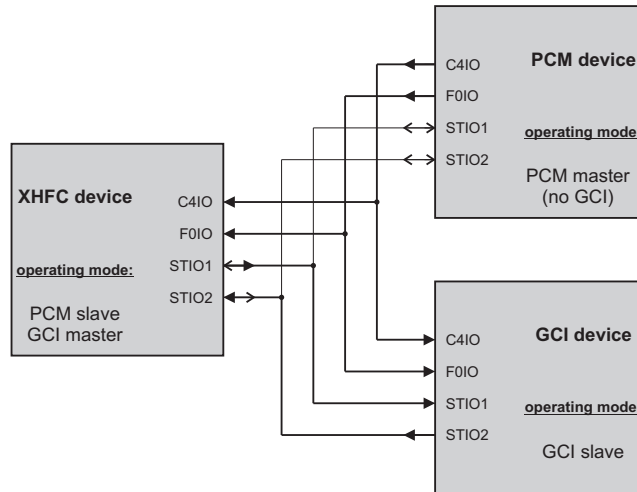 PCM device
C4IO
F0IO
STIO1
STIO2
operating mode:
PCM master
(no GCI)
XHFC device
C4IO
F0IO
STIO1
STIO2
operating mode:
PCM slave
GCI master
GCI device
C4IO
F0IO
STIO1
STIO2
operating mode:
GCI slave